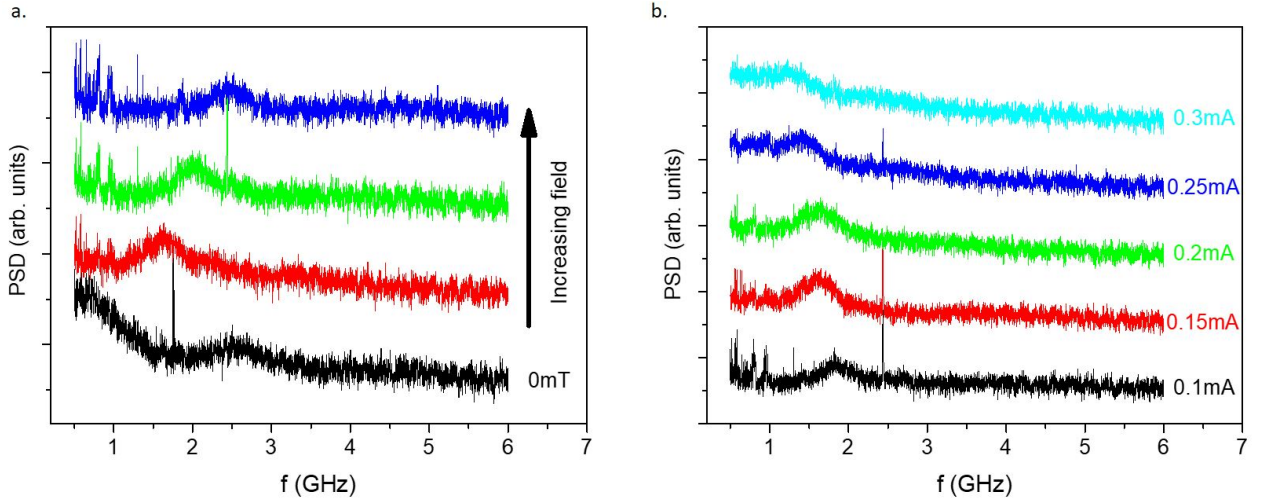 a.
PSD (arb. units)
Increasing field
0mT
1 2 3 4 5 6 7
f (GHz)
b.
PSD (arb. units)
0.3mA
0.25mA
0.2mA
0.15mA
0.1mA
1 2 3 4 5 6 7
f (GHz)